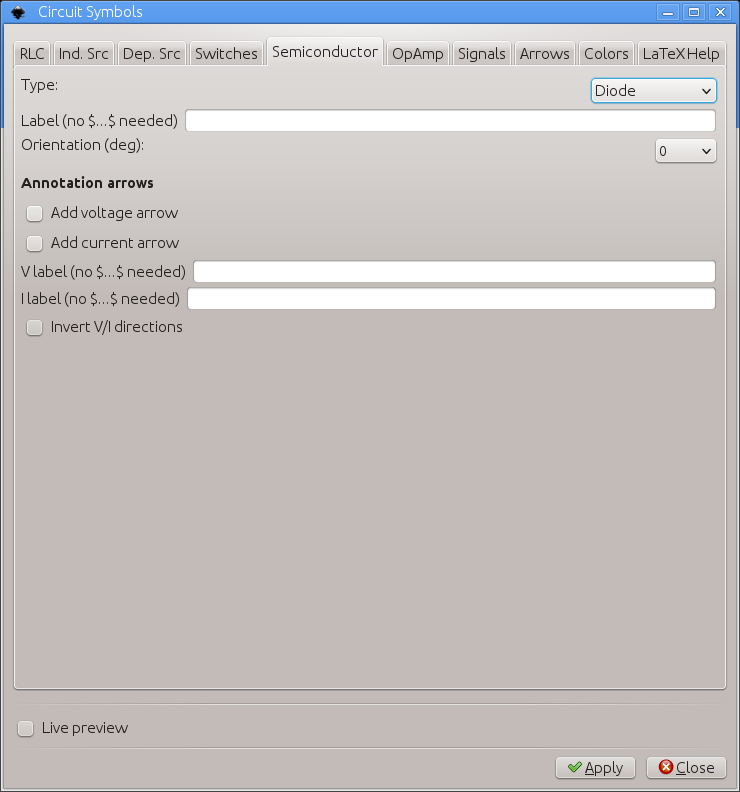 Circuit Symbols
RLC Ind. Src Dep. Src Switches Semiconductor OpAmp Signals Arrows Colors LaTeXHelp
Type: Diode
Label (no $...$ needed)
Orientation (deg): 0
Annotation arrows
Add voltage arrow
Add current arrow
V label (no $...$ needed)
I label (no $...$ needed)
Invert V/I directions
Live preview
Apply Close